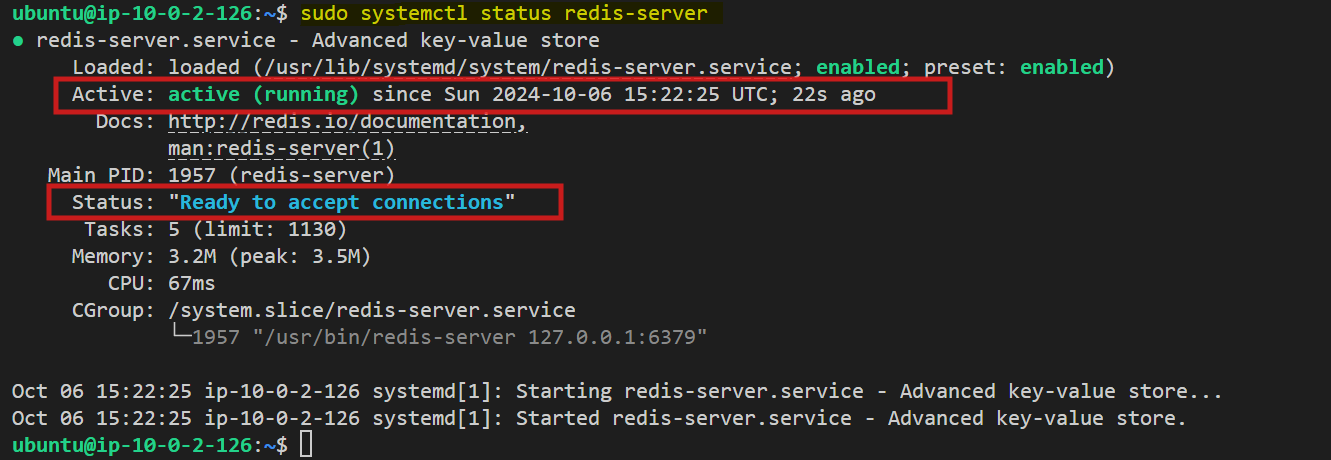 ubuntu@ip-10-0-2-126:~$ sudo systemctl status redis-server
● redis-server.service - Advanced key-value store
Loaded: loaded (/usr/lib/systemd/system/redis-server.service; enabled; preset: enabled)
Active: active (running) since Sun 2024-10-06 15:22:25 UTC; 22s ago
Docs: http://redis.io/documentation,
man:redis-server(1)
Main PID: 1957 (redis-server)
Status: "Ready to accept connections"
Tasks: 5 (limit: 1130)
Memory: 3.2M (peak: 3.5M)
CPU: 67ms
CGroup: /system.slice/redis-server.service
└─1957 "/usr/bin/redis-server 127.0.0.1:6379"
Oct 06 15:22:25 ip-10-0-2-126 systemd[1]: Starting redis-server.service - Advanced key-value store...
Oct 06 15:22:25 ip-10-0-2-126 systemd[1]: Started redis-server.service - Advanced key-value store.
ubuntu@ip-10-0-2-126:~$